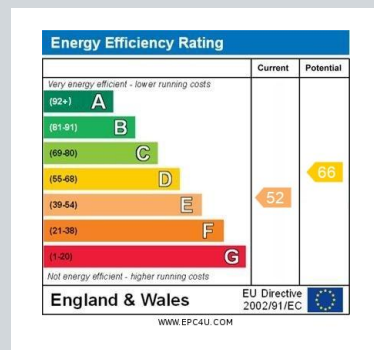 Energy Efficiency Rating
Current Potential
Very energy efficient - lower running costs
(92+) A
(81-91) B
(69-80) C
(55-68) D
66
(39-54) E
52
(21-38) F
(1-20) G
Not energy efficient - higher running costs
England & Wales
EU Directive
2002/91/EC
WWW.EPC4U.COM